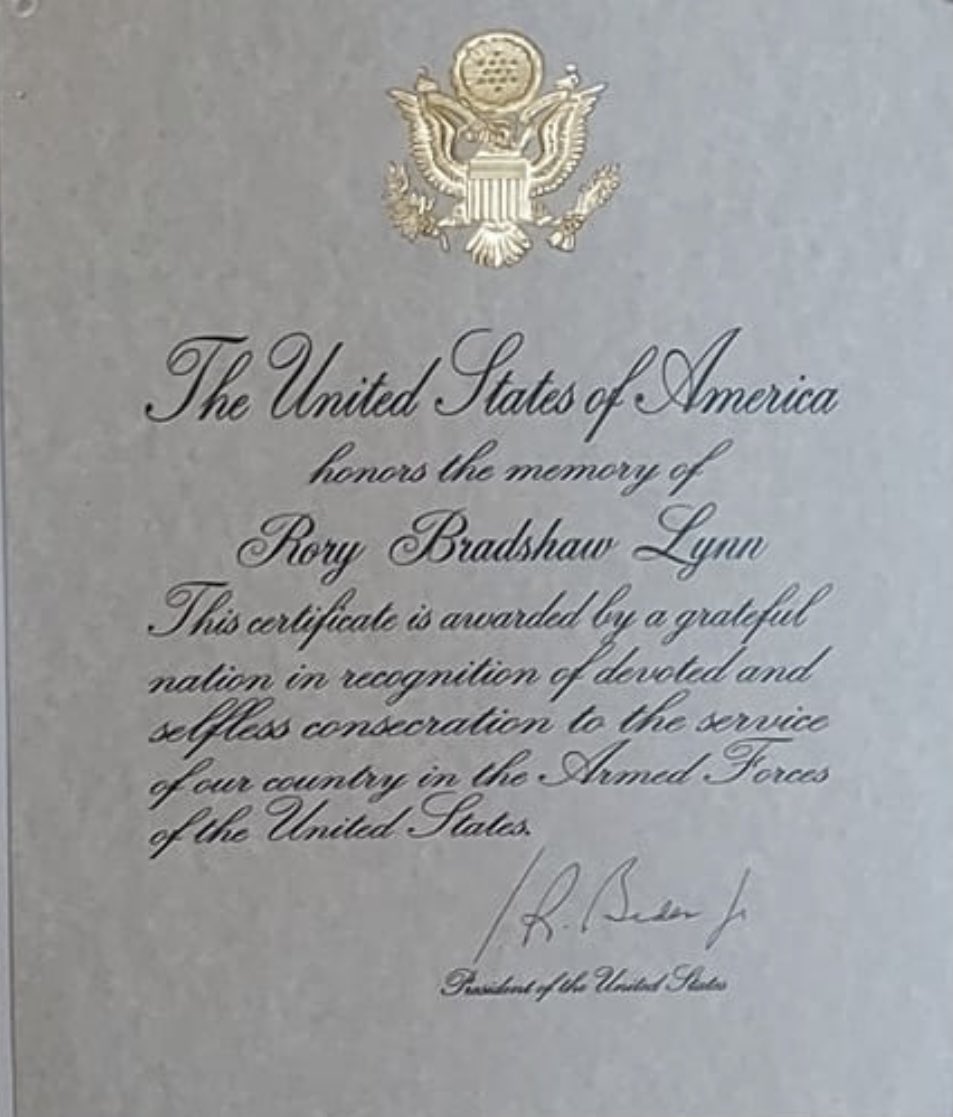 The United States of America
honors the memory of
Rory Bradshaw Lynn
This certificate is awarded by a grateful
nation in recognition of devoted and
selfless consecration to the service
of our country in the Armed Forces
of the United States.
R. Biden Jr
President of the United States